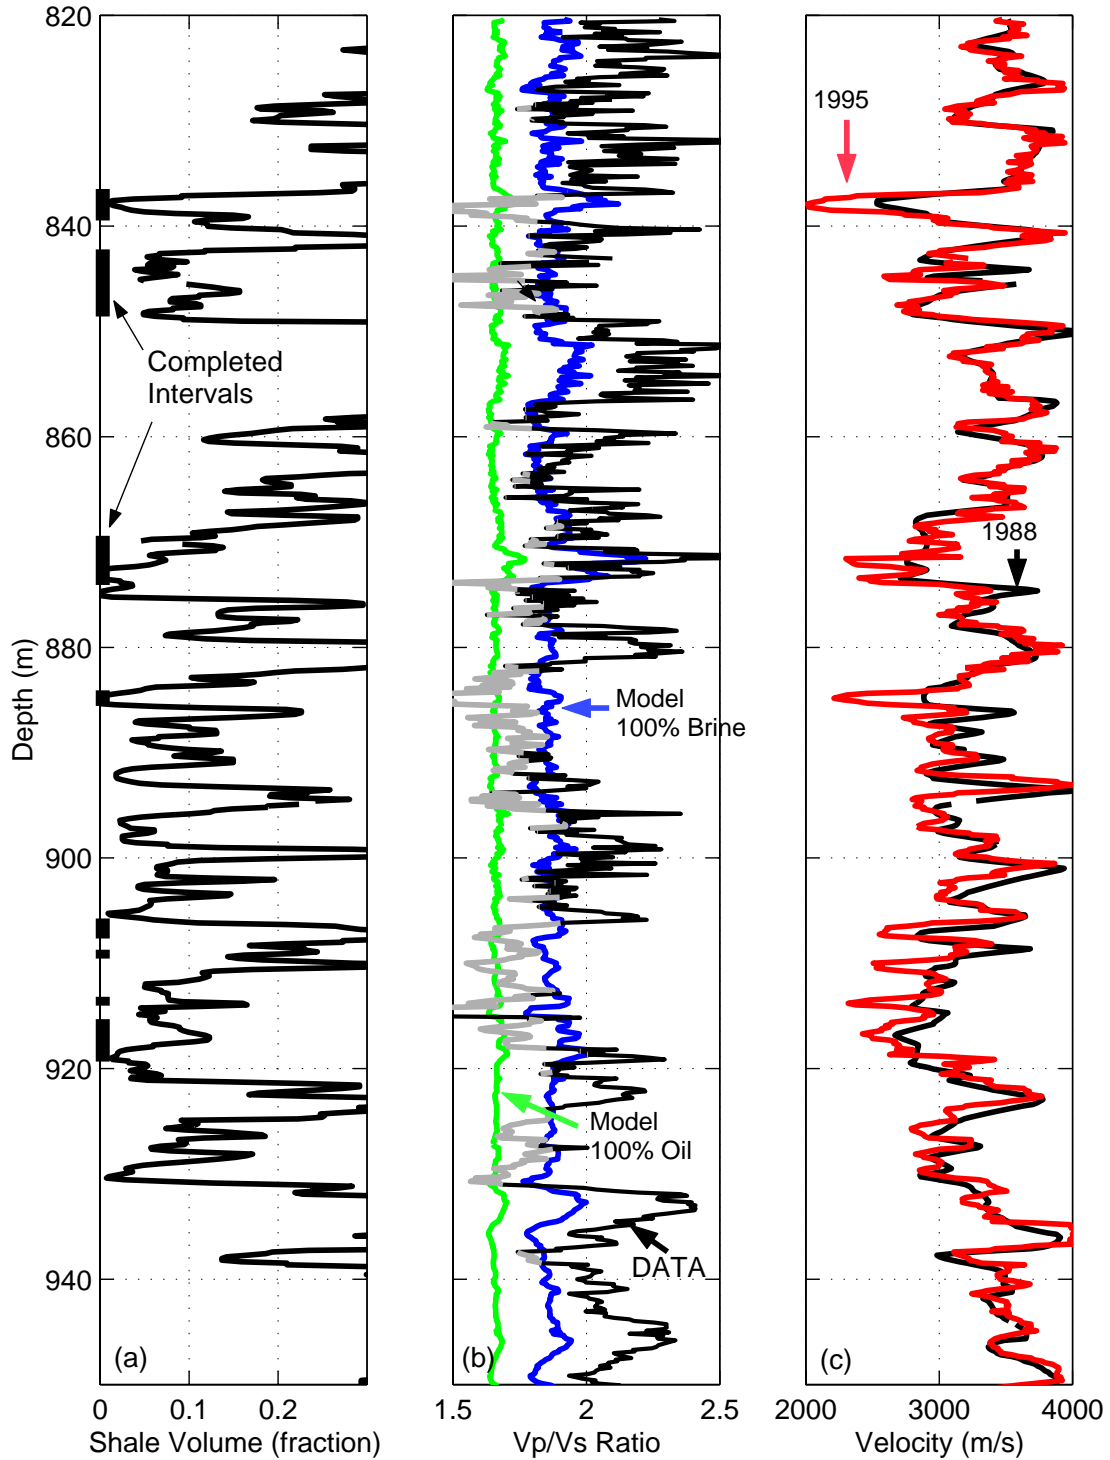 820
830
840
860
880
900
920
940
Depth (m)
Completed
Intervals
(a)
0
0.1
0.2
Shale Volume (fraction)
Model
100% Brine
Model
100% Oil
DATA
(b)
1.5
2
2.5
Vp/Vs Ratio
1995
1988
(c)
2000
3000
4000
Velocity (m/s)